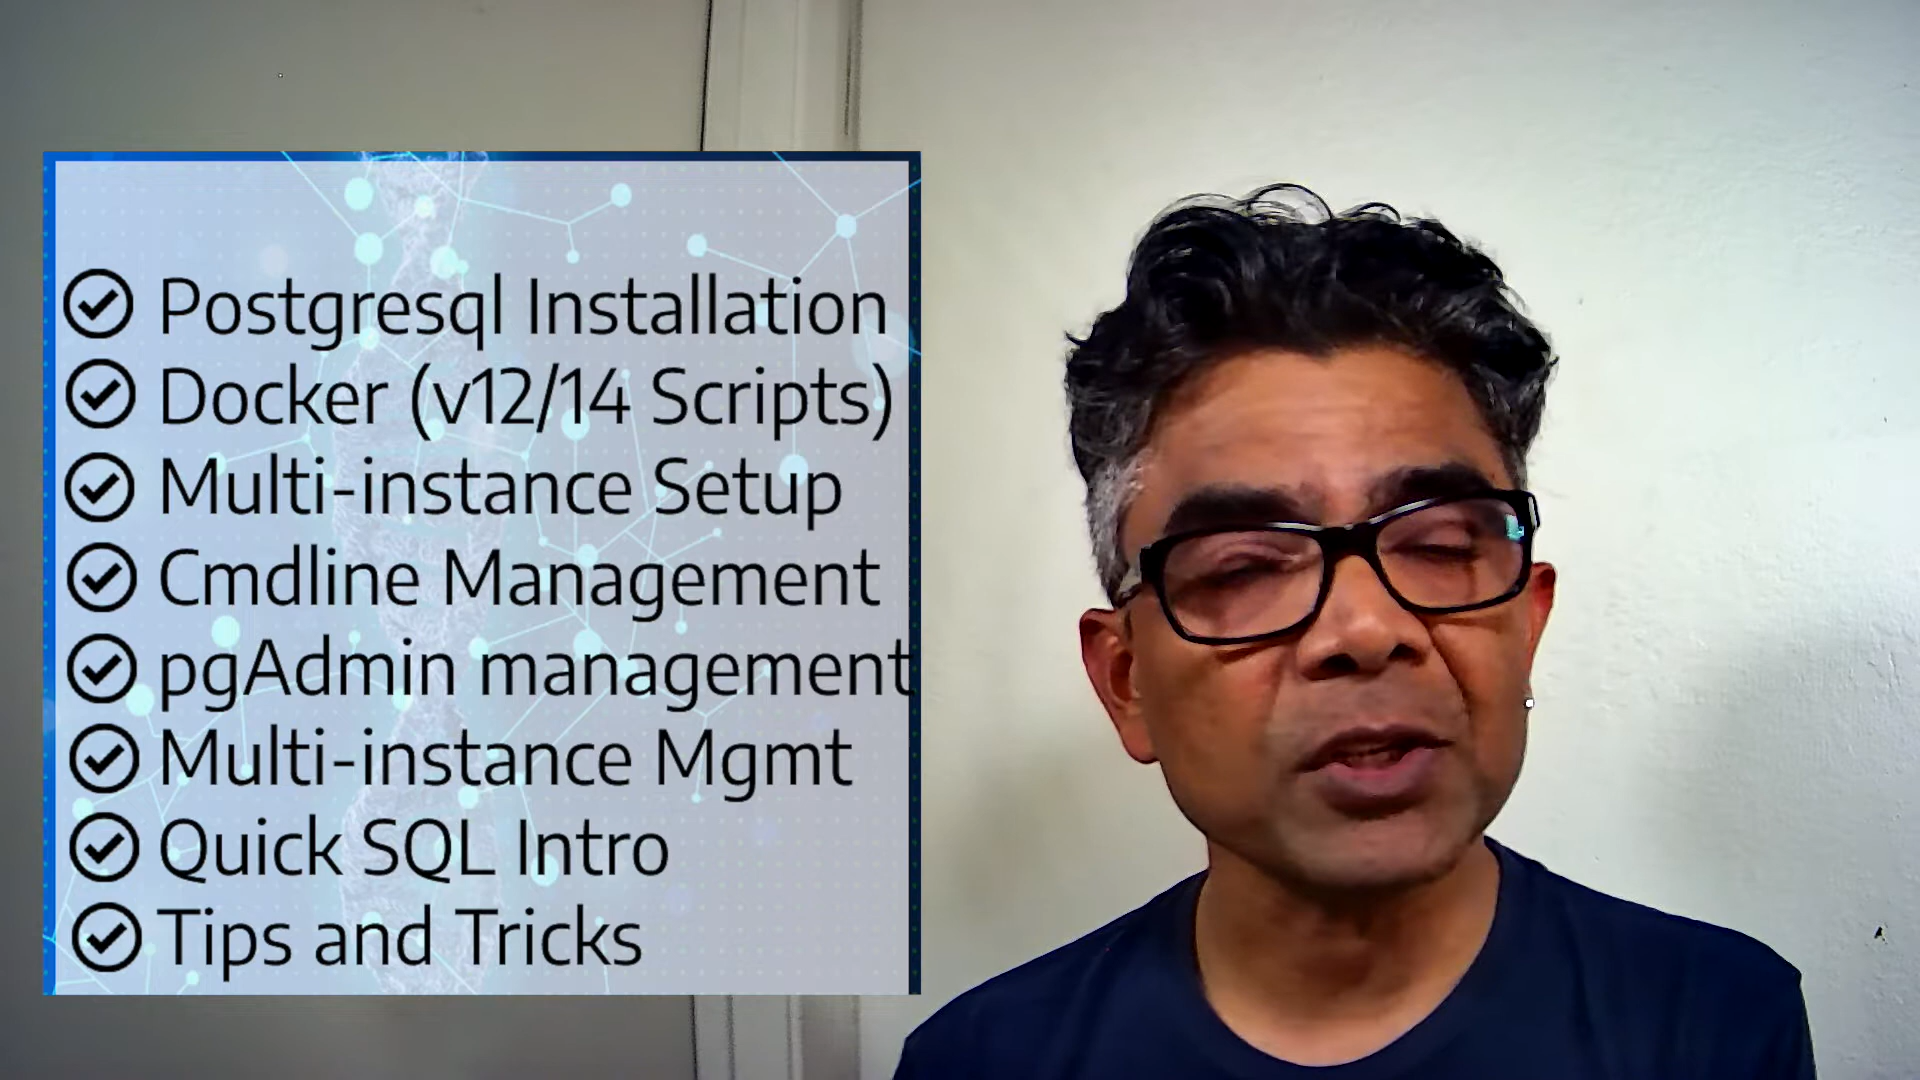 Postgresql Installation
Docker (v12/14 Scripts)
Multi-instance Setup
Cmdline Management
pgAdmin management
Multi-instance Mgmt
Quick SQL Intro
Tips and Tricks